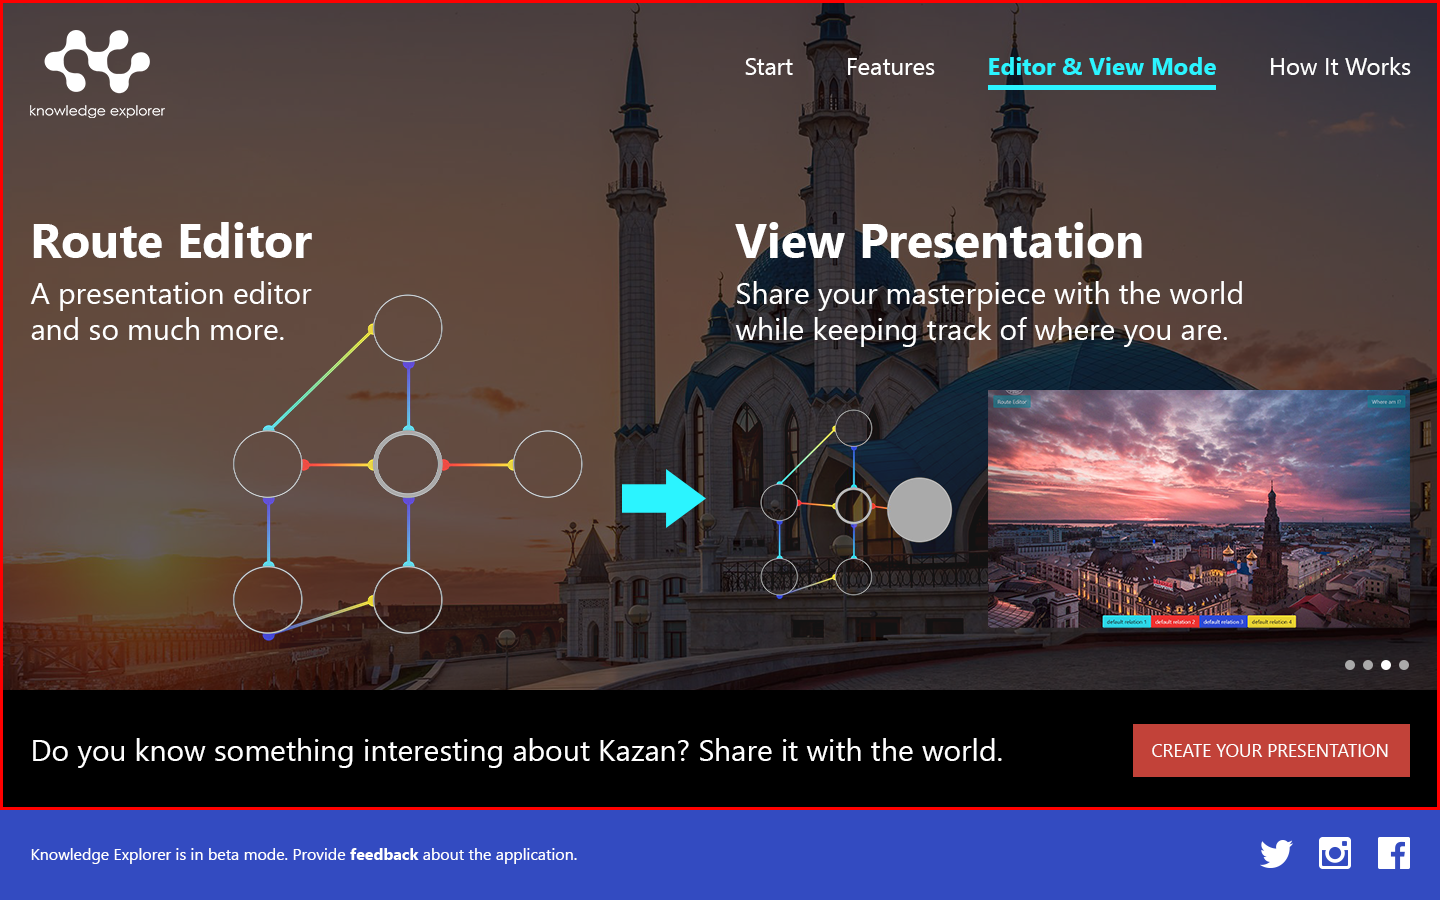 knowledge explorer
Start
Features
Editor & View Mode
How It Works
Route Editor
A presentation editor
and so much more.
View Presentation
Share your masterpiece with the world
while keeping track of where you are.
Route Editor
Where am I?
default relation 1
default relation 2
default relation 3
default relation 4
Do you know something interesting about Kazan? Share it with the world.
CREATE YOUR PRESENTATION
Knowledge Explorer is in beta mode. Provide feedback about the application.